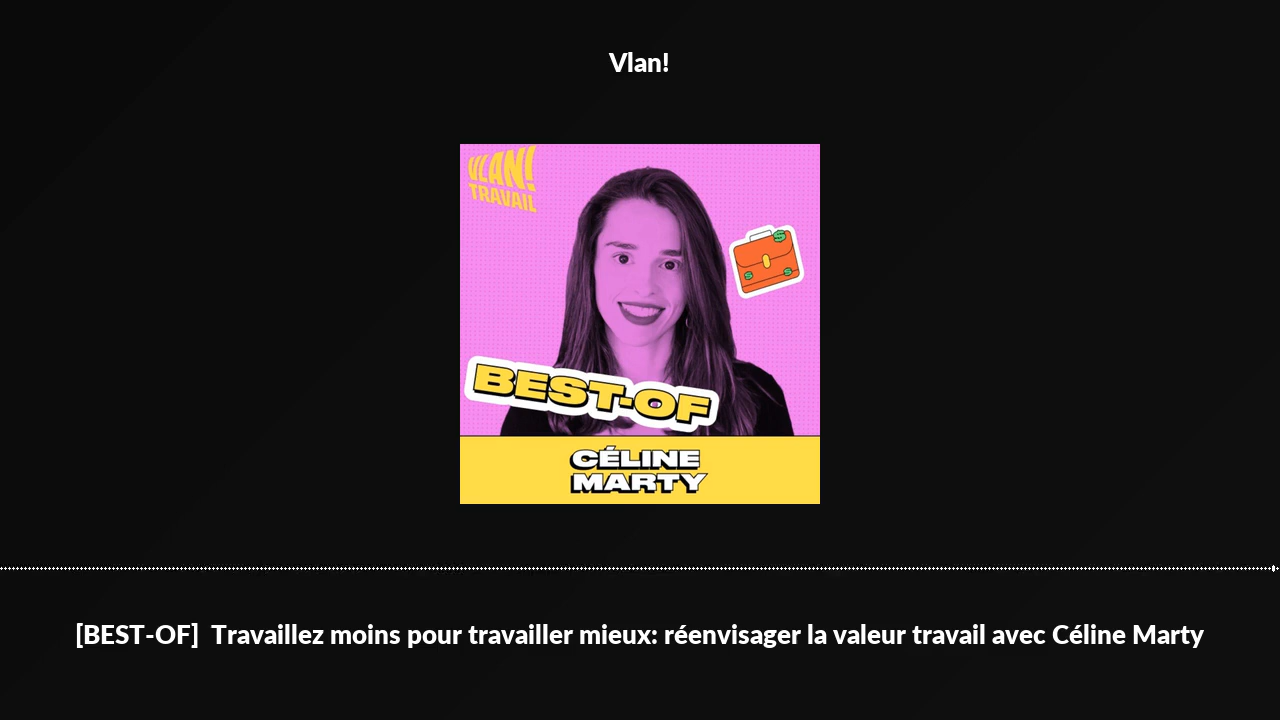 Vlan!
VLAN!
TRAVAIL
$
$
$
BEST-OF
CÉLINE
MARTY
[BEST-OF]  Travaillez moins pour travailler mieux: réenvisager la valeur travail avec Céline Marty